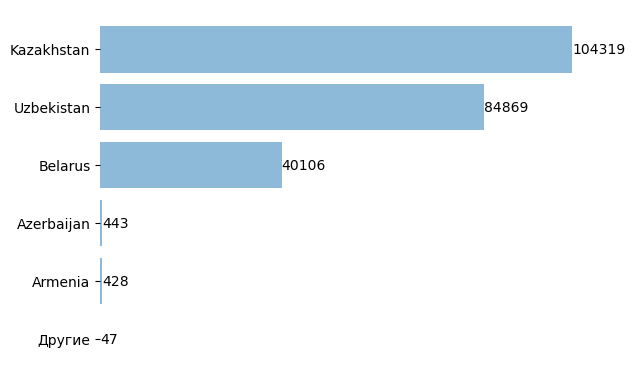 Kazakhstan 104319
Uzbekistan 84869
Belarus 40106
Azerbaijan 443
Armenia 428
Другие 47